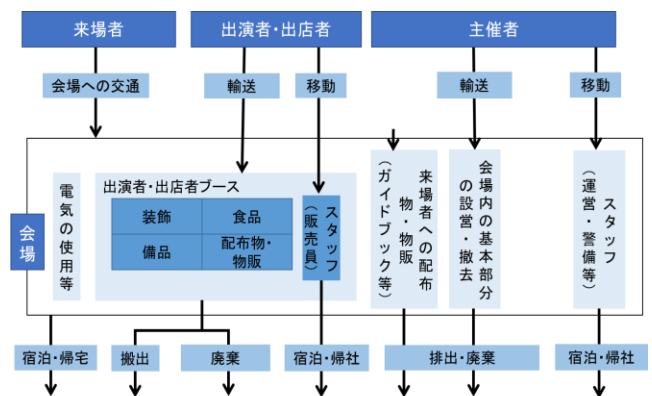 来場者
出演者・出店者
主催者
会場への交通
輸送
移動
輸送
移動
会場
電気の使用等
出演者・出店者ブース
装飾
食品
備品
配布物・
物販
スタッフ
(販売員)
来場者への配布
物・物販
(ガイドブック等)
会場内の基本部分
の設営・撤去
スタッフ
(運営・警備等)
宿泊・帰宅
搬出
廃棄
宿泊・帰社
排出・廃棄
宿泊・帰社